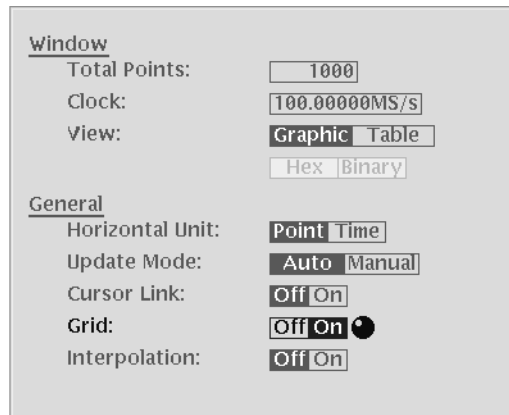 Window
Total Points: 1000
Clock: 100.00000MS/s
View: Graphic Table
Hex Binary
General
Horizontal Unit: Point Time
Update Mode: Auto Manual
Cursor Link: Off On
Grid: Off On
Interpolation: Off On